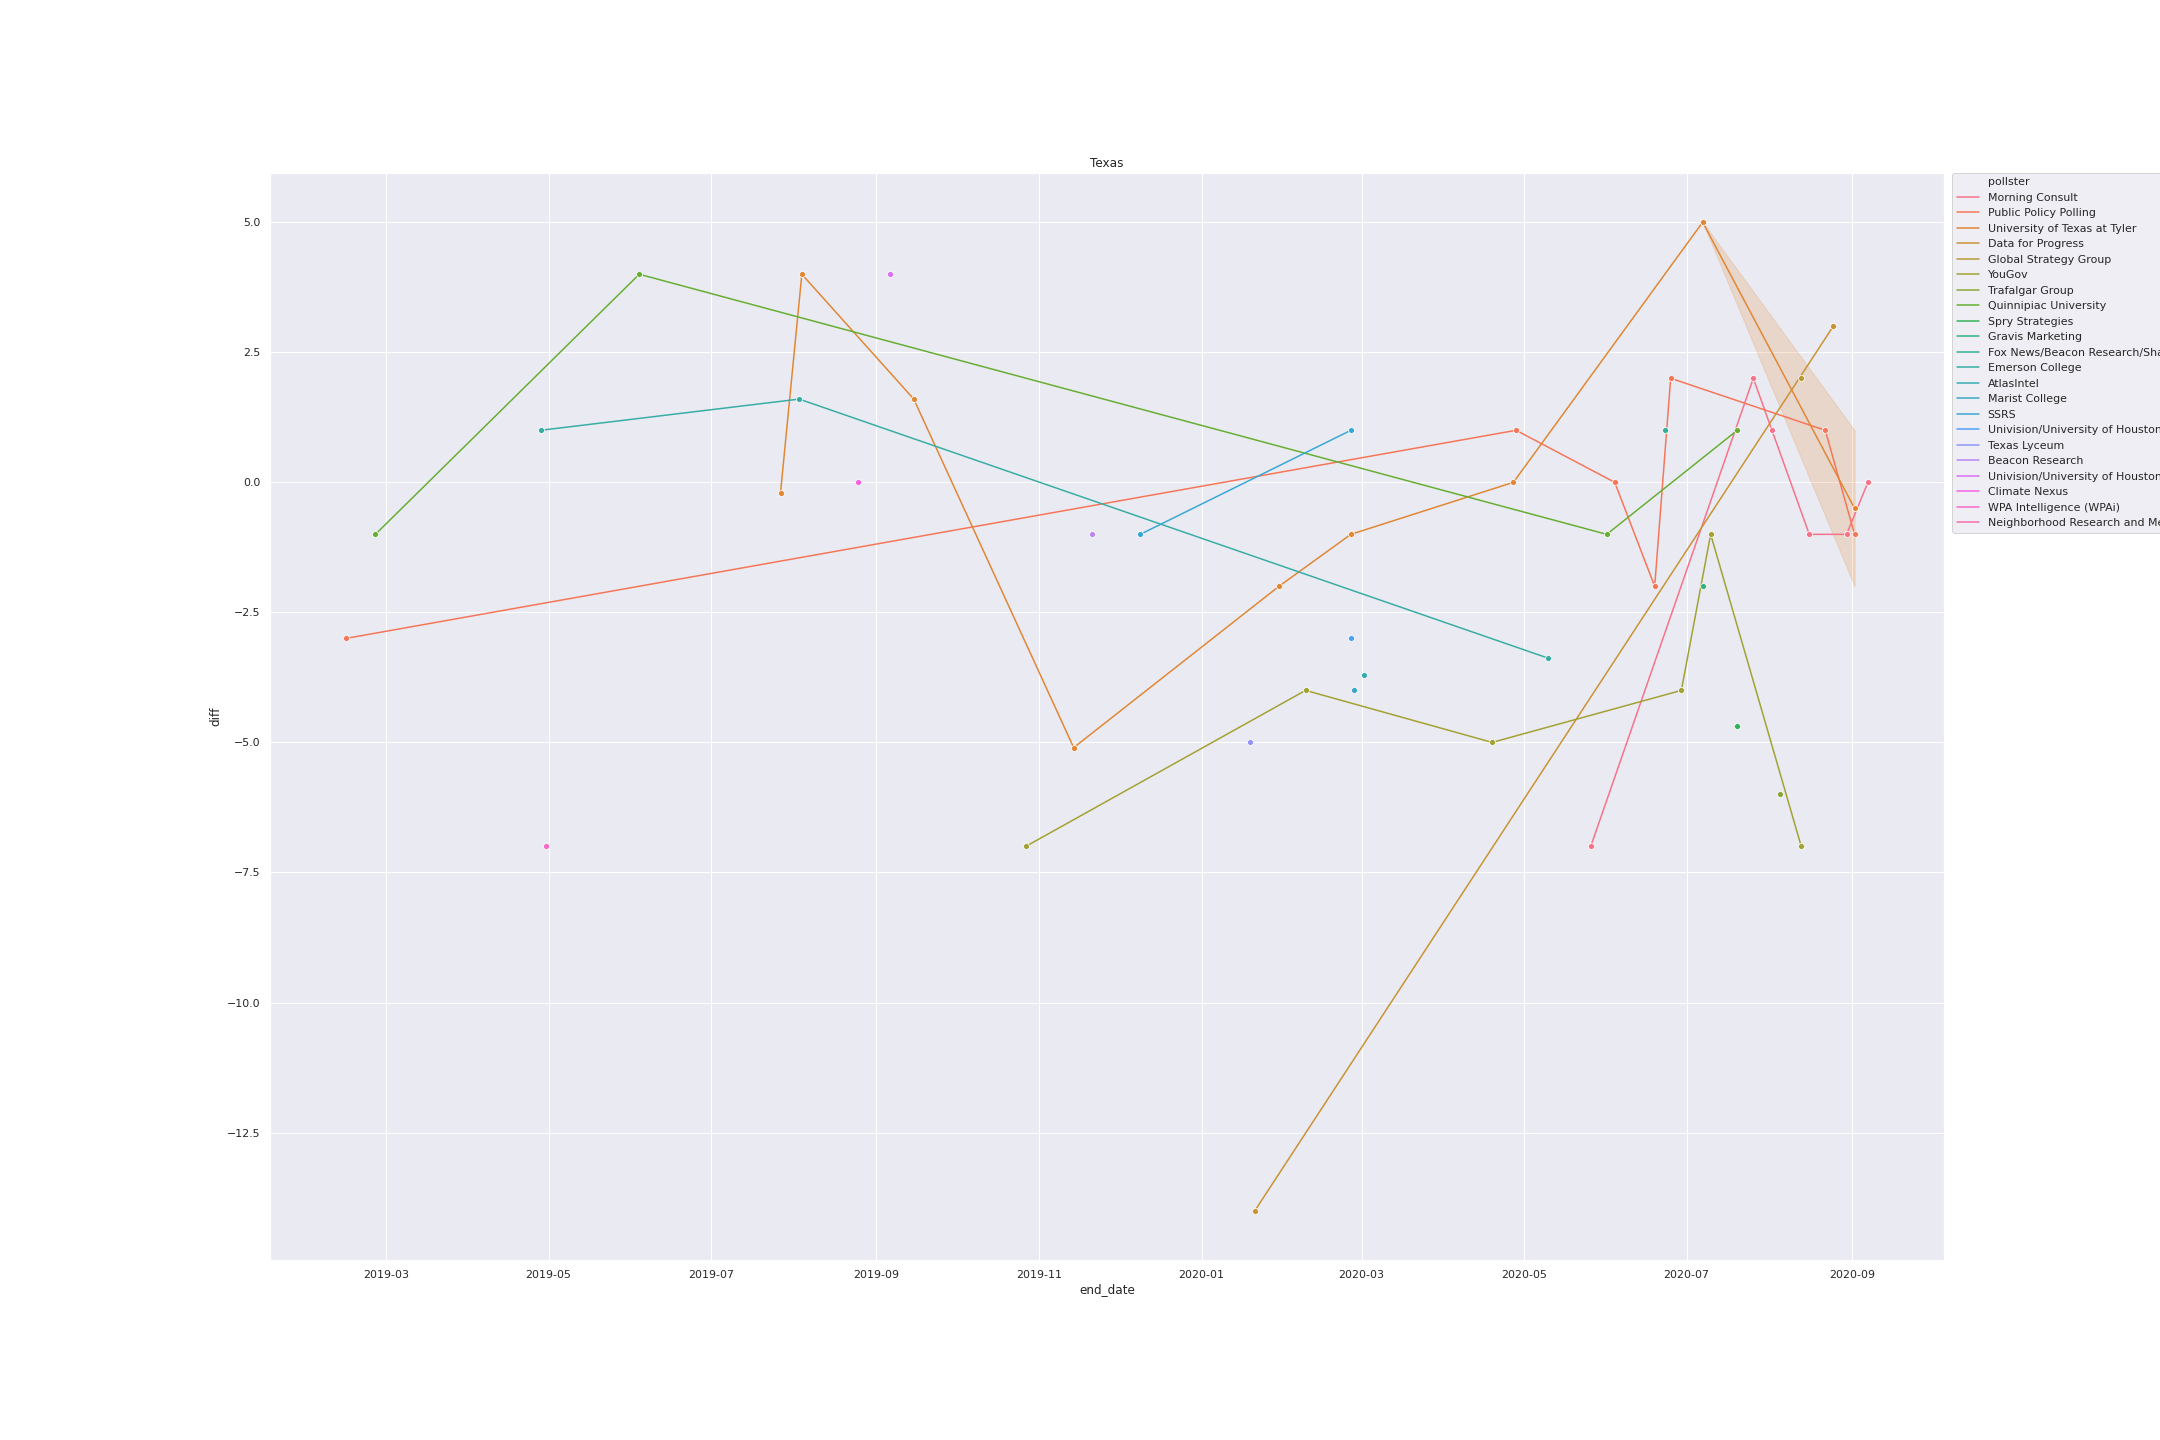 Texas
5.0
2.5
0.0
−2.5
−5.0
−7.5
−10.0
−12.5
diff
2019-03
2019-05
2019-07
2019-09
2019-11
2020-01
2020-03
2020-05
2020-07
2020-09
end_date
pollster
Morning Consult
Public Policy Polling
University of Texas at Tyler
Data for Progress
Global Strategy Group
YouGov
Trafalgar Group
Quinnipiac University
Spry Strategies
Gravis Marketing
Fox News/Beacon Research/Sha
Emerson College
AtlasIntel
Marist College
SSRS
Univision/University of Houston
Texas Lyceum
Beacon Research
Univision/University of Houston
Climate Nexus
WPA Intelligence (WPAi)
Neighborhood Research and Me